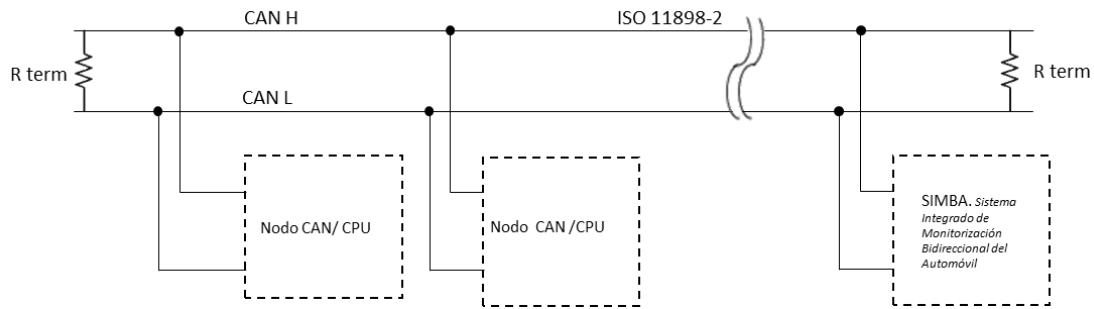 CAN H
ISO 11898-2
R term
R term
CAN L
Nodo CAN/ CPU
Nodo CAN /CPU
SIMBA. Sistema
Integrado de
Monitorización
Bidireccional del
Automóvil